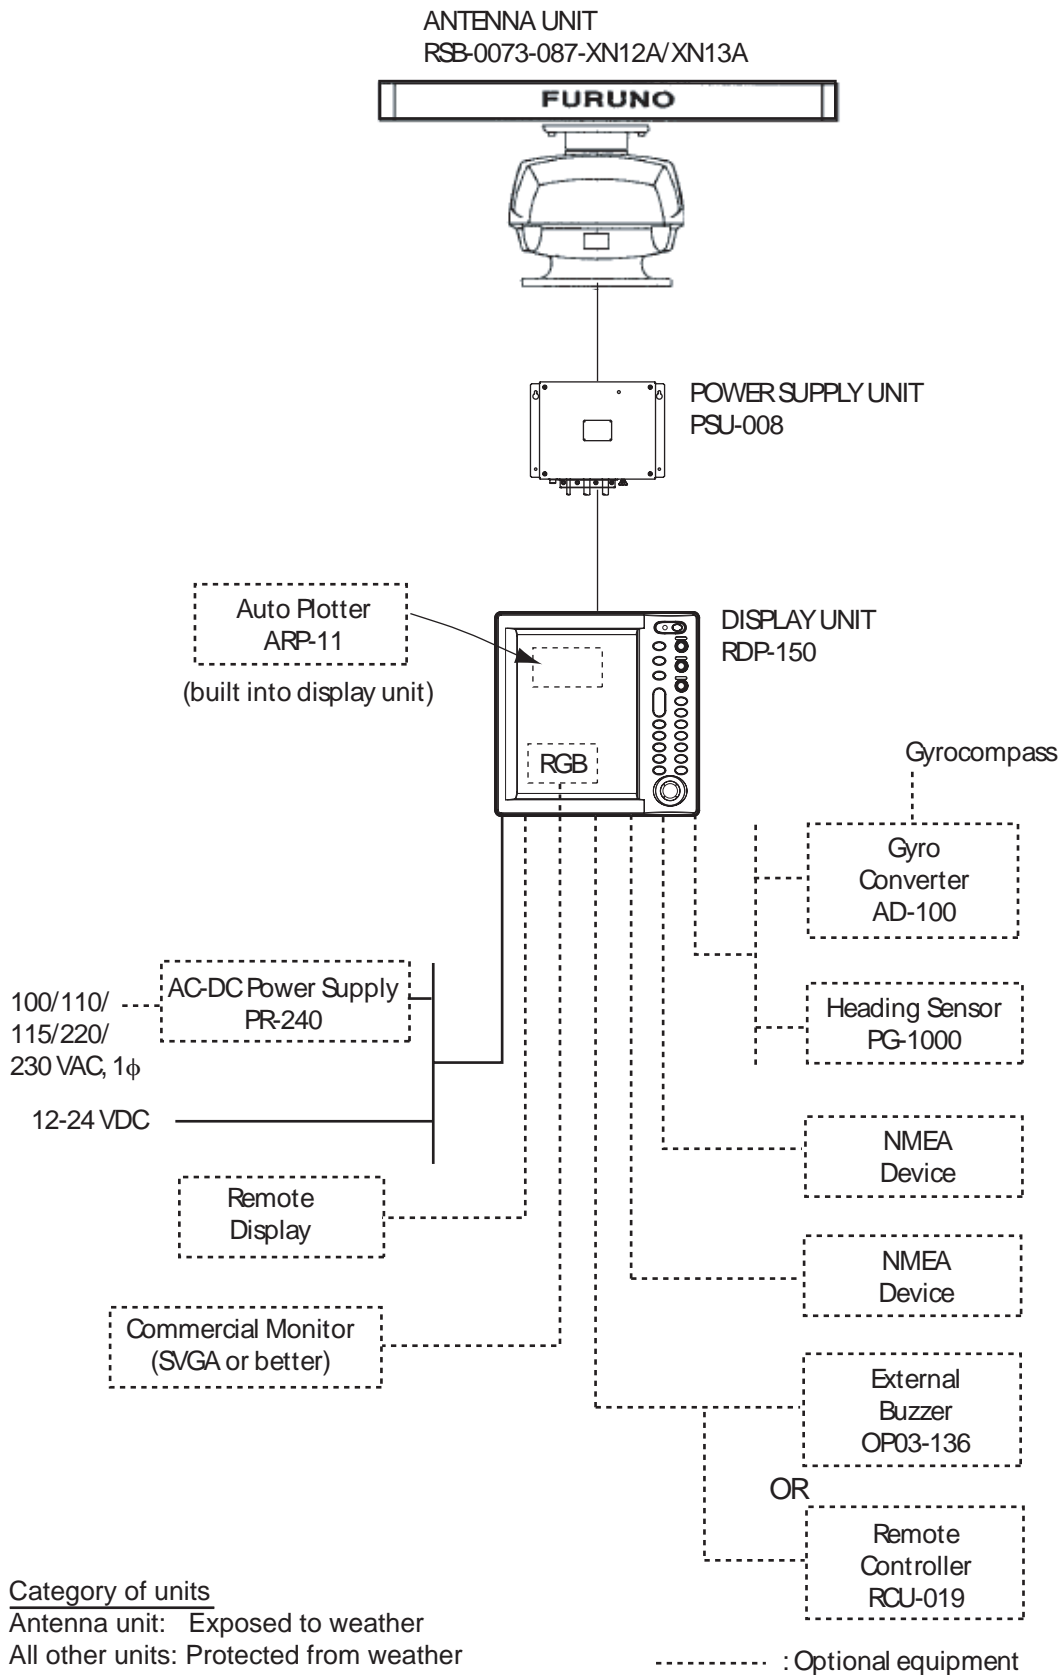 ANTENNA UNIT
RSB-0073-087-XN12A/XN13A
FURUNO
POWER SUPPLY UNIT
PSU-008
Auto Plotter
ARP-11
(built into display unit)
DISPLAY UNIT
RDP-150
RGB
Gyrocompass
Gyro
Converter
AD-100
AC-DC Power Supply
PR-240
100/110/
115/220/
230 VAC, 1ϕ
Heading Sensor
PG-1000
12-24 VDC
NMEA
Device
Remote
Display
NMEA
Device
Commercial Monitor
(SVGA or better)
External
Buzzer
OP03-136
OR
Remote
Controller
RCU-019
Category of units
Antenna unit: Exposed to weather
All other units: Protected from weather
: Optional equipment